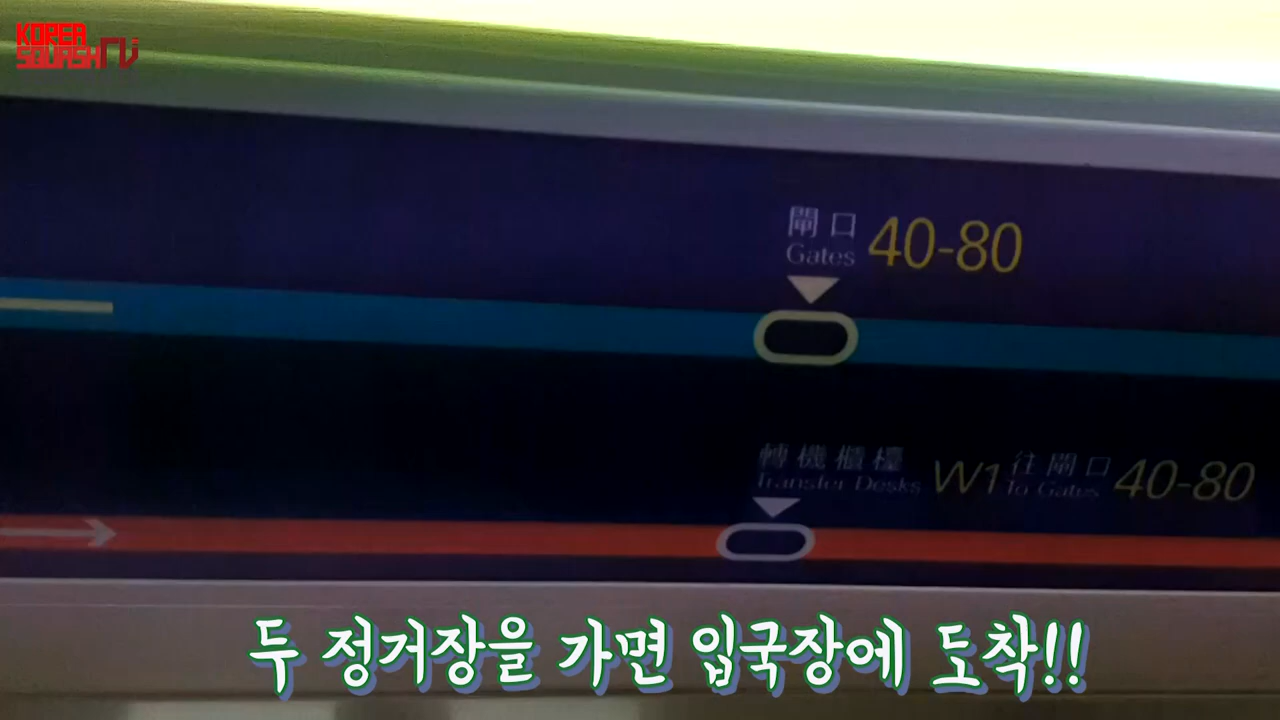 KOREA
SQUASH TV
閘口
Gates
40-80
轉機櫃檯
Transfer Desks
W1
往閘口
To Gates
40-80
두 정거장을 가면 입국장에 도착!!